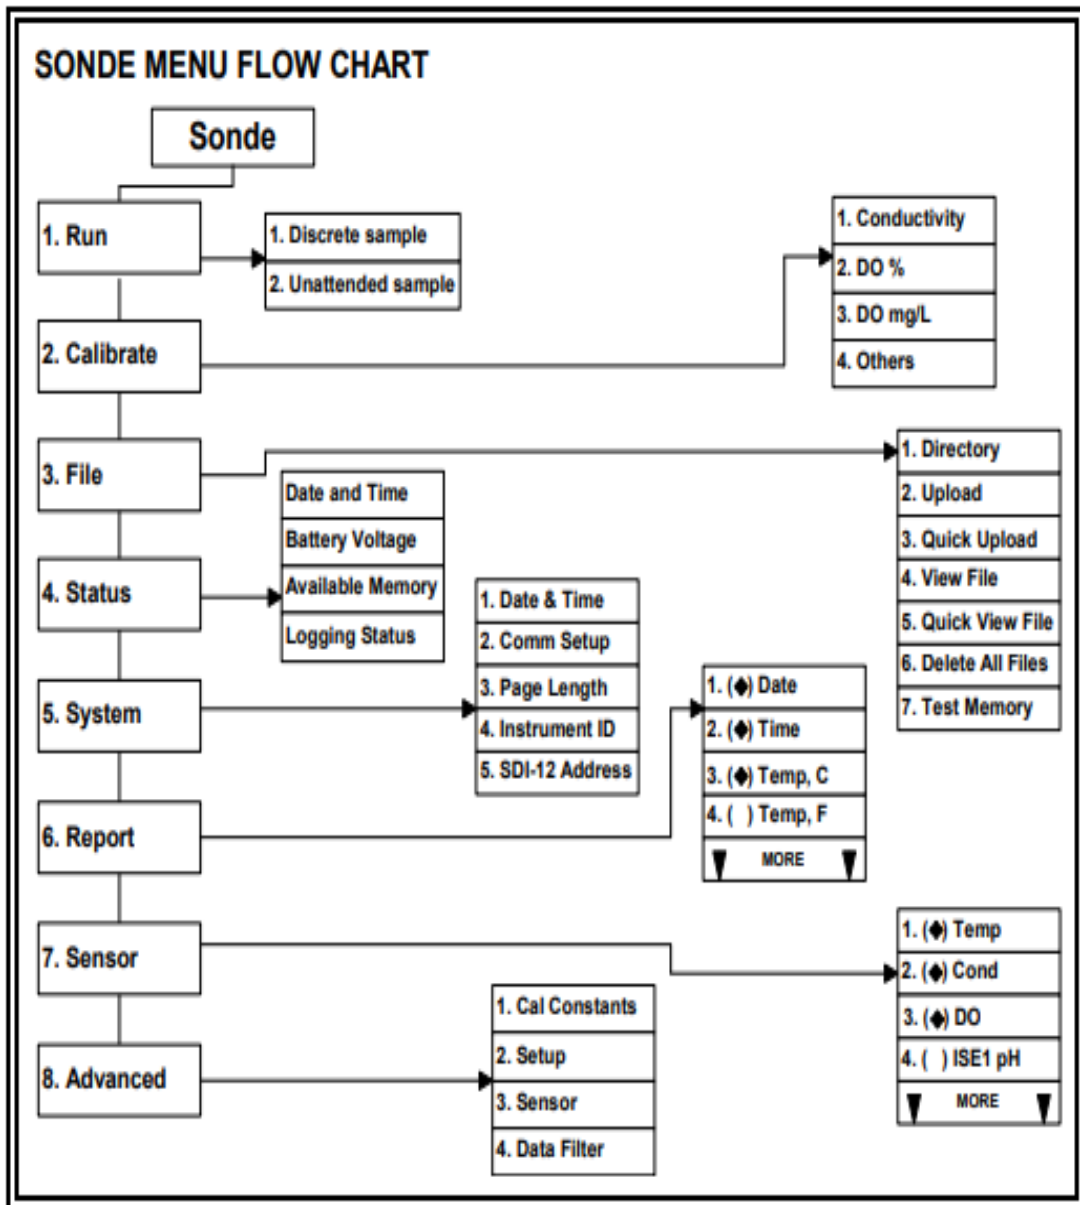 SONDE MENU FLOW CHART
Sonde
1. Run
1. Discrete sample
2. Unattended sample
2. Calibrate
1. Conductivity
2. DO %
3. DO mg/L
4. Others
3. File
1. Directory
2. Upload
3. Quick Upload
4. View File
5. Quick View File
6. Delete All Files
7. Test Memory
4. Status
Date and Time
Battery Voltage
Available Memory
Logging Status
5. System
1. Date & Time
2. Comm Setup
3. Page Length
4. Instrument ID
5. SDI-12 Address
6. Report
1. (◆) Date
2. (◆) Time
3. (◆) Temp, C
4. ( ) Temp, F
MORE
7. Sensor
1. (◆) Temp
2. (◆) Cond
3. (◆) DO
4. ( ) ISE1 pH
MORE
8. Advanced
1. Cal Constants
2. Setup
3. Sensor
4. Data Filter